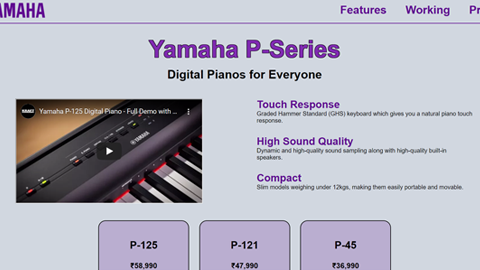 YAMAHA
Features Working
Yamaha P-Series
Digital Pianos for Everyone
Yamaha P-125 Digital Piano - Full Demo with ...
YAMAHA
Touch Response
Graded Hammer Standard (GHS) keyboard which gives you a natural piano touch
response.
High Sound Quality
Dynamic and high-quality sound sampling along with high-quality built-in
speakers.
Compact
Slim models weighing under 12kgs, making them easily portable and movable.
P-125 P-121 P-45
₹58,990 ₹47,990 ₹36,990